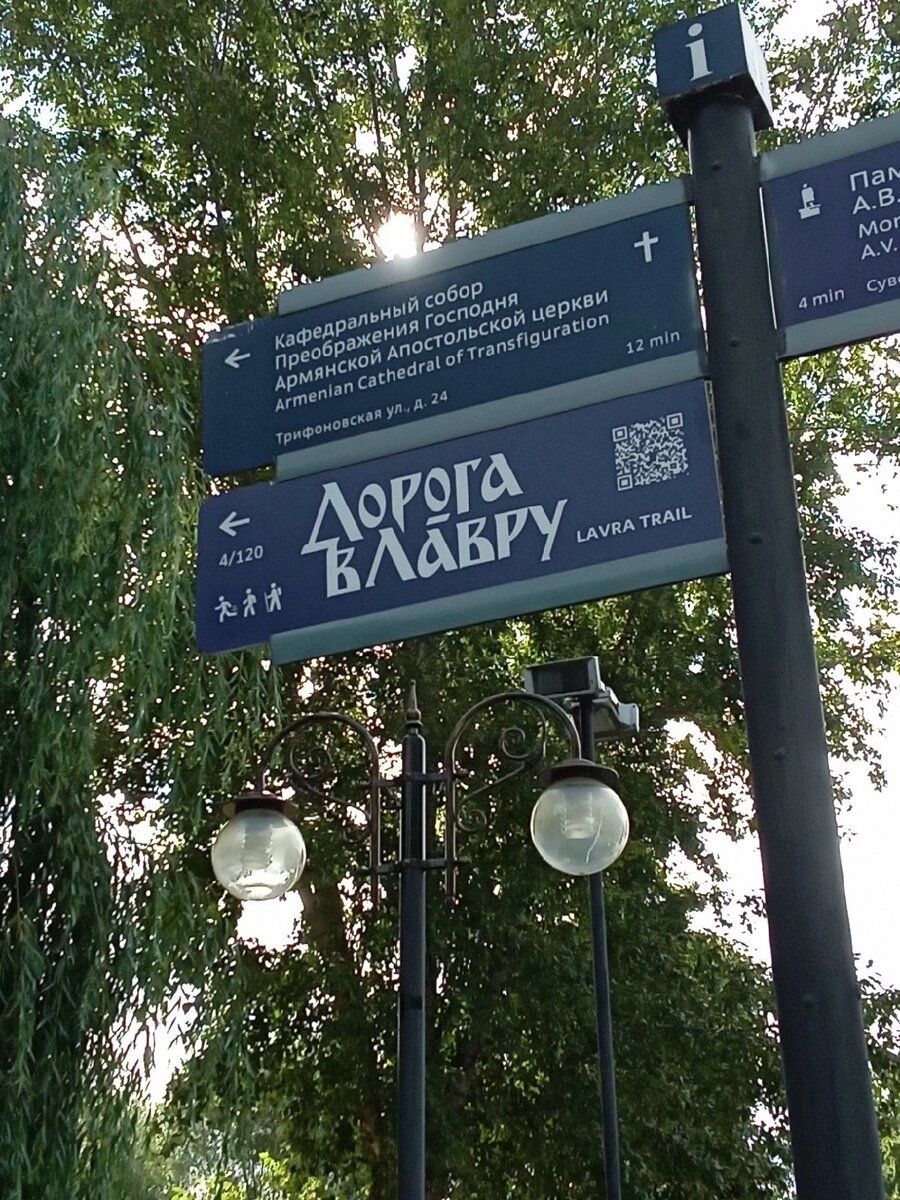 i
←
Кафедральный собор
Преображения Господня
Армянской Апостольской церкви
Armenian Cathedral of Transfiguration
12 min
Трифоновская ул., д. 24
←
4/120
Дорога
в Лавру
LAVRA TRAIL
А.В.
A.V.
4 min